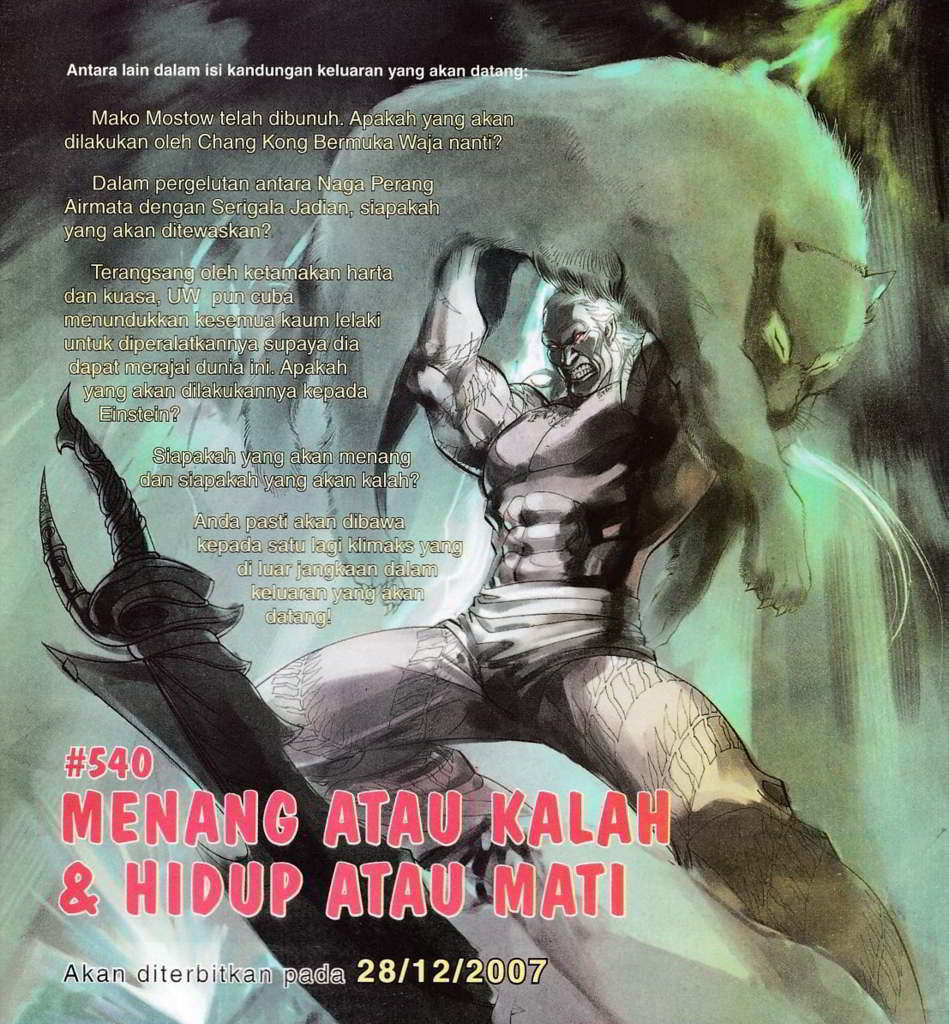 Antara lain dalam isi kandungan keluaran yang akan datang:
Mako Mostow telah dibunuh. Apakah yang akan
dilakukan oleh Chang Kong Bermuka Waja nanti?
Dalam pergelutan antara Naga Perang
Airmata dengan Serigala Jadian, siapakah
yang akan ditewaskan?
Terangsang oleh ketamakan harta
dan kuasa, UW pun cuba
menundukkan kesemua kaum lelaki
untuk diperalatkannya supaya dia
dapat merajai dunia ini. Apakah
yang akan dilakukannya kepada
Einstein?
Siapakah yang akan menang
dan siapakah yang akan kalah?
Anda pasti akan dibawa
kepada satu lagi klimaks yang
di luar jangkaan dalam
keluaran yang akan
datang!
#540
MENANG ATAU KALAH
& HIDUP ATAU MATI
Akan diterbitkan pada 28/12/2007